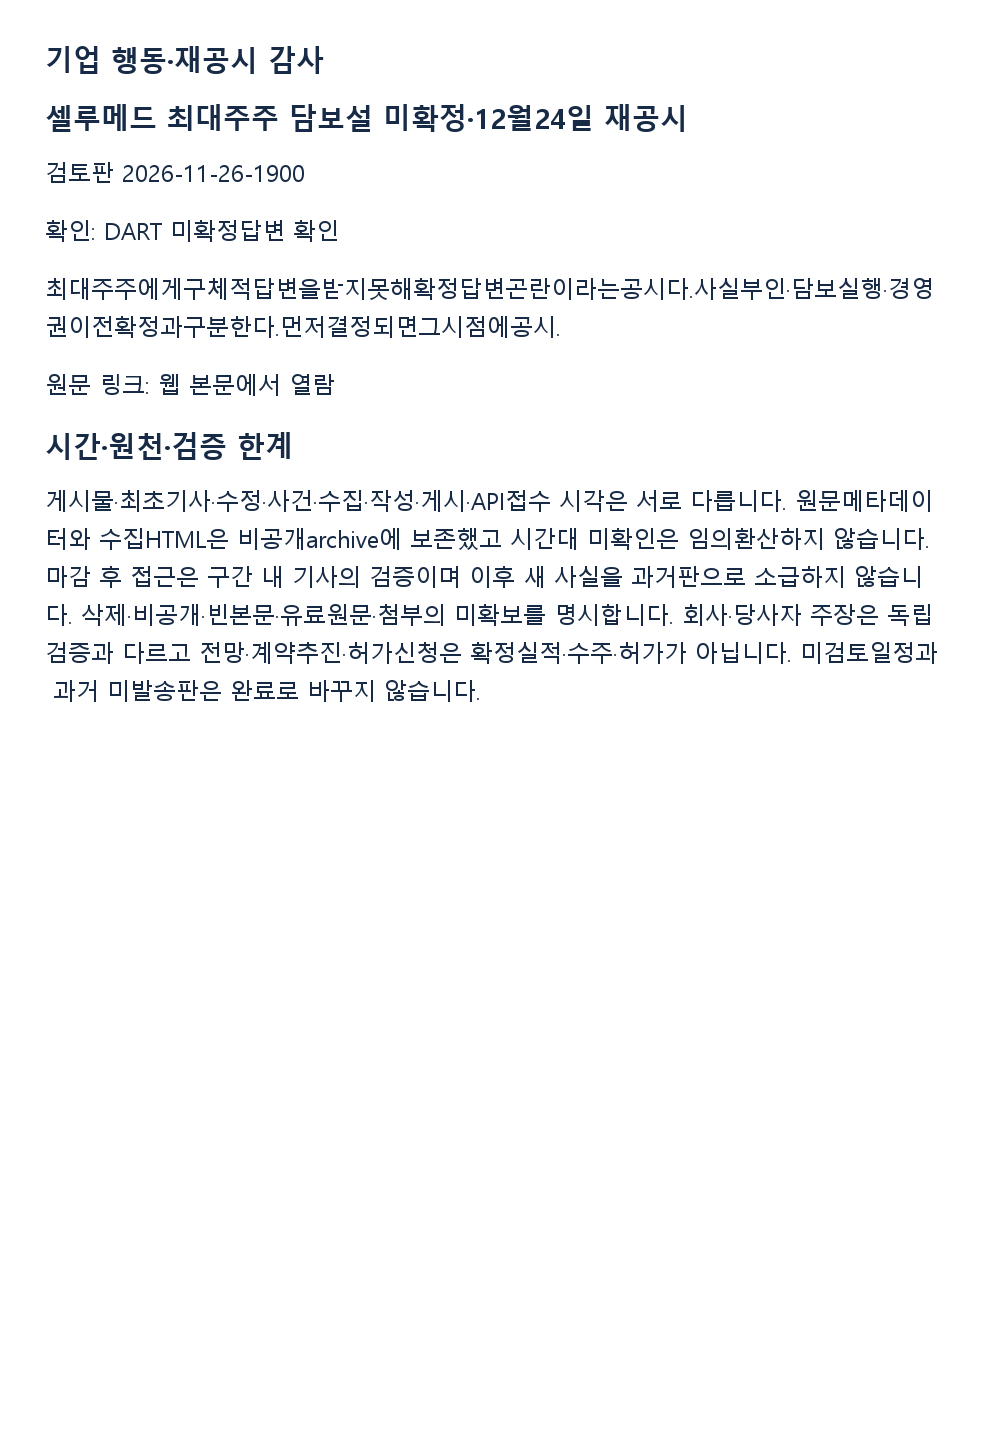 기업 행동·재공시 감사
셀루메드 최대주주 담보설 미확정·12월24일 재공시
검토판 2026-11-26-1900
확인: DART 미확정답변 확인
최대주주에게구체적답변을받지못해확정답변곤란이라는공시다.사실부인·담보실행·경영
권이전확정과구분한다.먼저결정되면그시점에공시.
원문 링크: 웹 본문에서 열람
시간·원천·검증 한계
게시물·최초기사·수정·사건·수집·작성·게시·API접수 시각은 서로 다릅니다. 원문메타데이
터와 수집HTML은 비공개archive에 보존했고 시간대 미확인은 임의환산하지 않습니다.
마감 후 접근은 구간 내 기사의 검증이며 이후 새 사실을 과거판으로 소급하지 않습니
다. 삭제·비공개·빈본문·유료원문·첨부의 미확보를 명시합니다. 회사·당사자 주장은 독립
검증과 다르고 전망·계약추진·허가신청은 확정실적·수주·허가가 아닙니다. 미검토일정과
과거 미발송판은 완료로 바꾸지 않습니다.